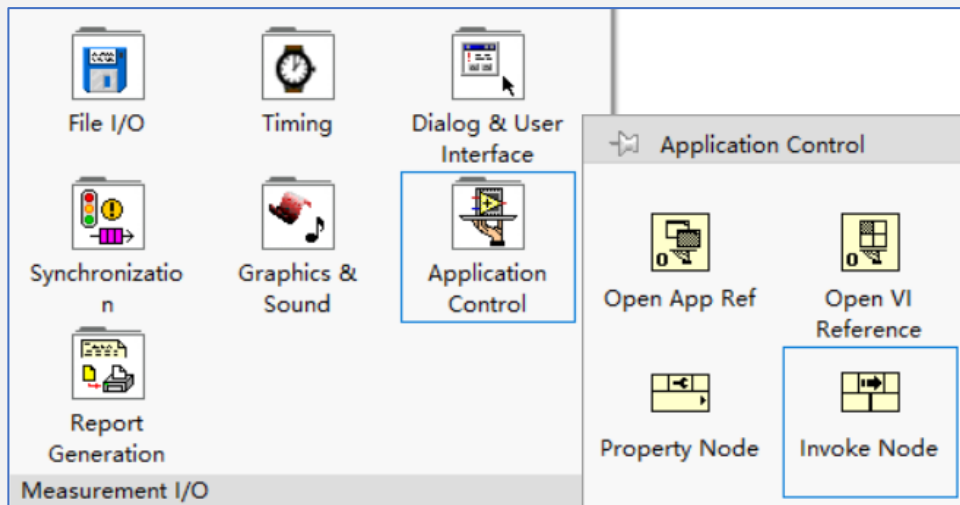 File I/O
Timing
Dialog & User
Interface
Synchronizatio
n
Graphics &
Sound
Application
Control
Report
Generation
Measurement I/O
Application Control
Open App Ref
Open VI
Reference
Property Node
Invoke Node